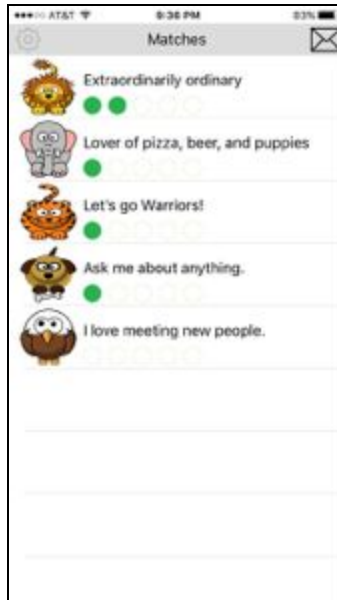 AT&T 9:36 PM 83%
Matches
Extraordinarily ordinary
Lover of pizza, beer, and puppies
Let's go Warriors!
Ask me about anything.
I love meeting new people.